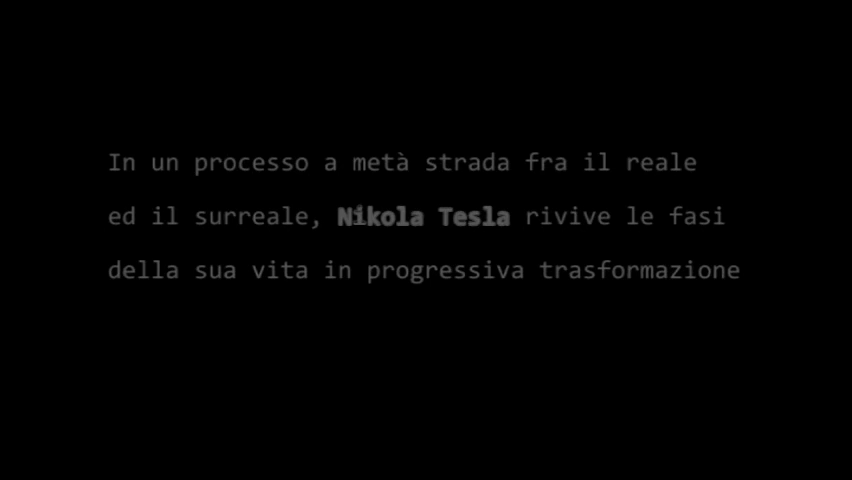 In un processo a metà strada fra il reale
ed il surreale, Nikola Tesla rivive le fasi
della sua vita in progressiva trasformazione